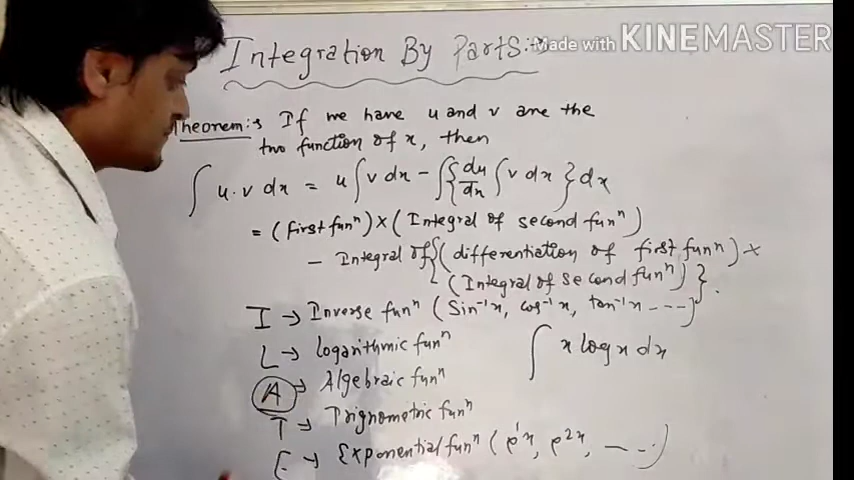 Integration By Parts :-
Made with KINEMASTER
Theorem :- If we have u and v are the
two function of x, then
∫ u.v dx = u ∫ v dx - ∫ { du/dx ∫ v dx } dx
= (first funⁿ) × (Integral of second funⁿ)
- Integral of { (differentiation of first funⁿ) ×
(Integral of second funⁿ) } .
I → Inverse funⁿ (Sin⁻¹x, cos⁻¹x, tan⁻¹x ----)
L → logarithmic funⁿ
∫ x log x dx
A → Algebraic funⁿ
T → Trignometric funⁿ
E → Exponential funⁿ (e¹ˣ, e²ˣ, ----)